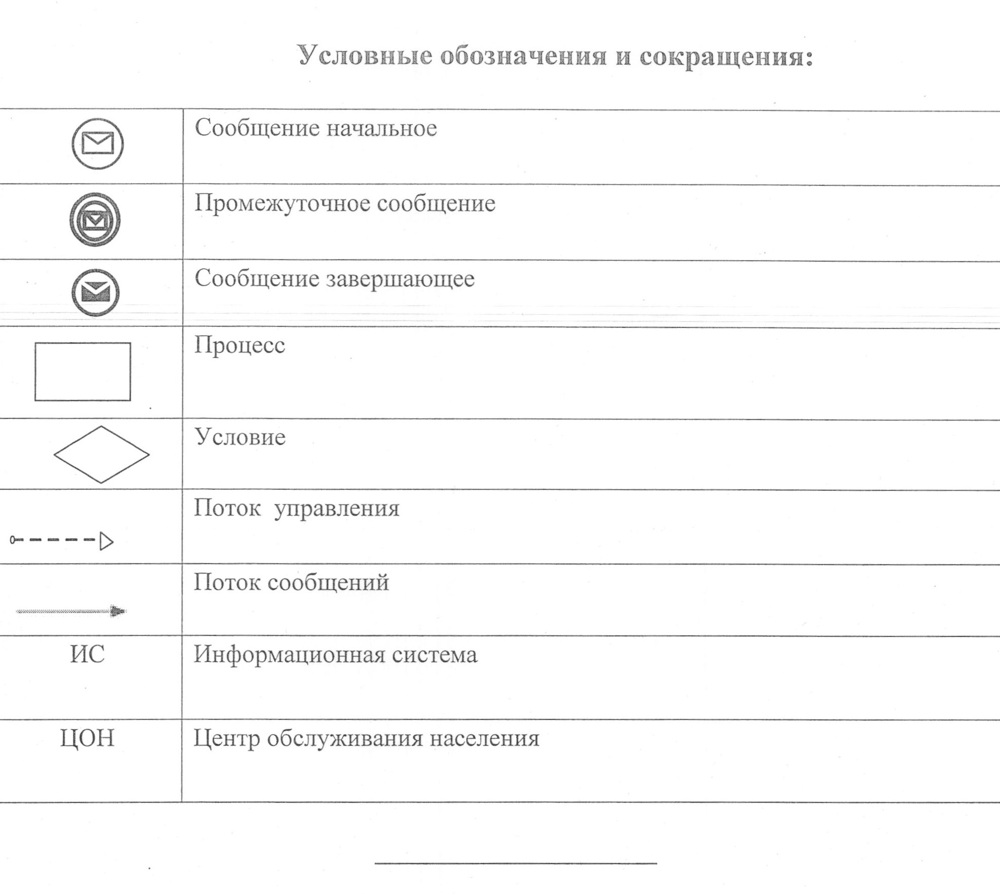 Условные обозначения и сокращения:
Сообщение начальное
Промежуточное сообщение
Сообщение завершающее
Процесс
Условие
Поток управления
Поток сообщений
ИС Информационная система
ЦОН Центр обслуживания населения